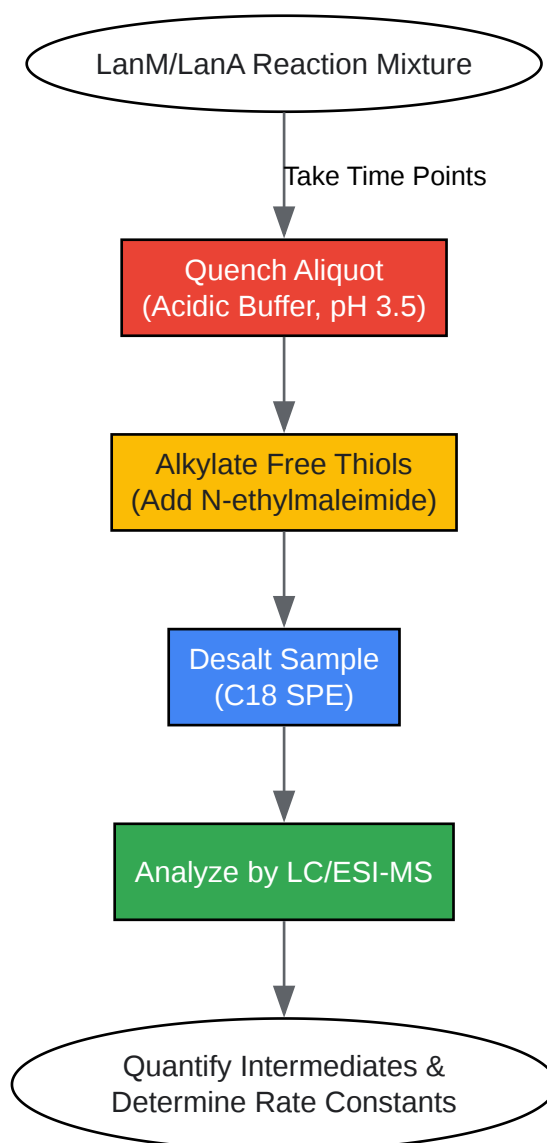 LanM/LanA Reaction Mixture
Take Time Points
Quench Aliquot
(Acidic Buffer, pH 3.5)
Alkylate Free Thiols
(Add N-ethylmaleimide)
Desalt Sample
(C18 SPE)
Analyze by LC/ESI-MS
Quantify Intermediates &
Determine Rate Constants